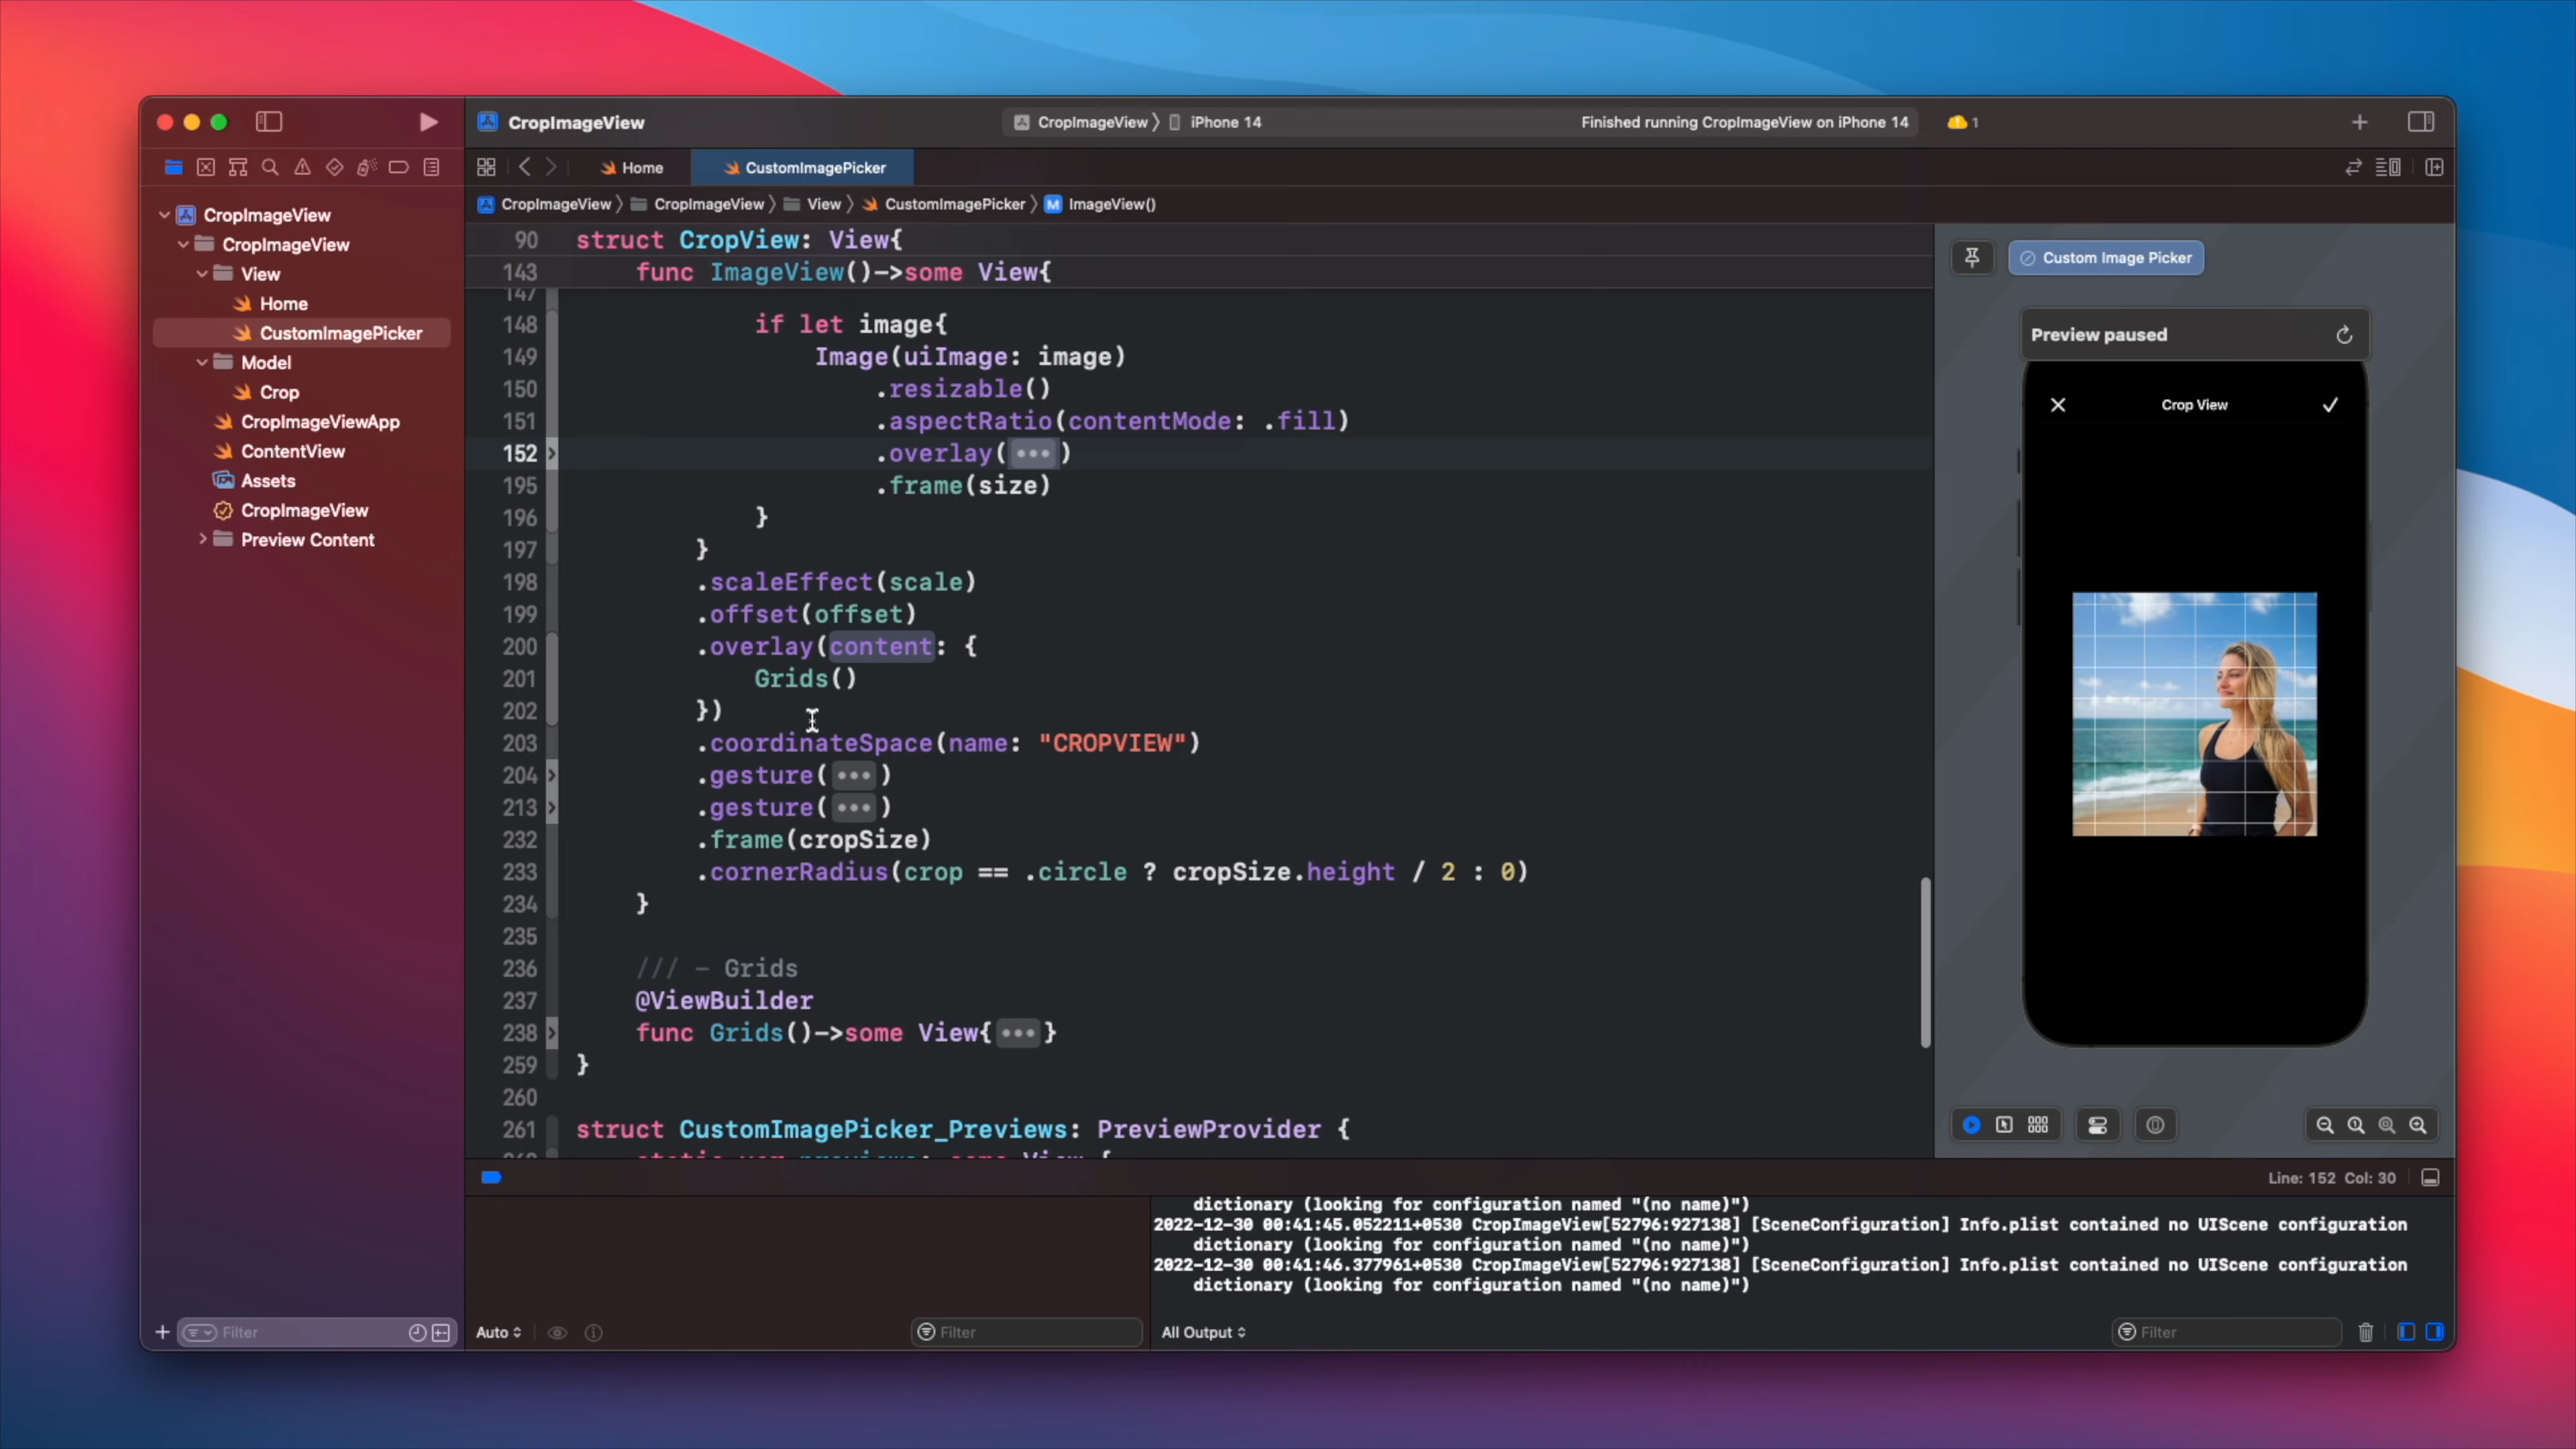 CropImageView
CropImageView 〉 iPhone 14
Finished running CropImageView on iPhone 14
1
Home
CustomImagePicker
CropImageView 〉 CropImageView 〉 View 〉 CustomImagePicker 〉 M ImageView()
CropImageView
CropImageView
View
Home
CustomImagePicker
Model
Crop
CropImageViewApp
ContentView
Assets
CropImageView
Preview Content
Filter
90 struct CropView: View{
143 func ImageView()->some View{
147
148 if let image{
149 Image(uiImage: image)
150 .resizable()
151 .aspectRatio(contentMode: .fill)
152 .overlay(•••)
195 .frame(size)
196 }
197 }
198 .scaleEffect(scale)
199 .offset(offset)
200 .overlay(content: {
201 Grids()
202 })
203 .coordinateSpace(name: "CROPVIEW")
204 .gesture(•••)
213 .gesture(•••)
232 .frame(cropSize)
233 .cornerRadius(crop == .circle ? cropSize.height / 2 : 0)
234 }
235
236 /// - Grids
237 @ViewBuilder
238 func Grids()->some View{•••}
259 }
260
261 struct CustomImagePicker_Previews: PreviewProvider {
static var previews: some View {
Custom Image Picker
Preview paused
Crop View
Line: 152 Col: 30
dictionary (looking for configuration named "(no name)")
2022-12-30 00:41:45.052211+0530 CropImageView[52796:927138] [SceneConfiguration] Info.plist contained no UIScene configuration
dictionary (looking for configuration named "(no name)")
2022-12-30 00:41:46.377961+0530 CropImageView[52796:927138] [SceneConfiguration] Info.plist contained no UIScene configuration
dictionary (looking for configuration named "(no name)")
Auto
Filter
All Output
Filter